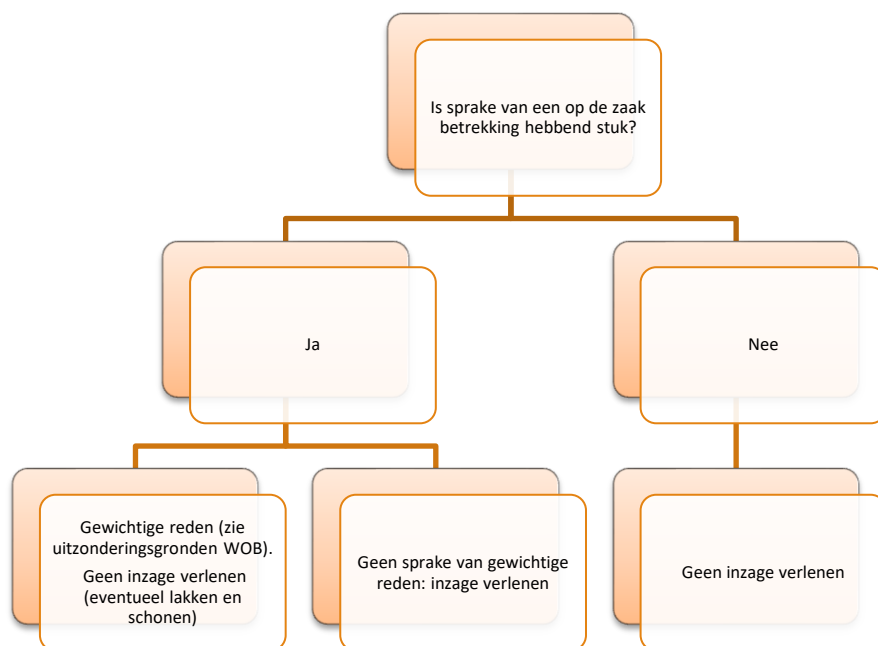 Is sprake van een op de zaak
betrekking hebbend stuk?
Ja
Nee
Gewichtige reden (zie
uitzonderingsgronden WOB).
Geen inzage verlenen
(eventueel lakken en
schonen)
Geen sprake van gewichtige
reden: inzage verlenen
Geen inzage verlenen